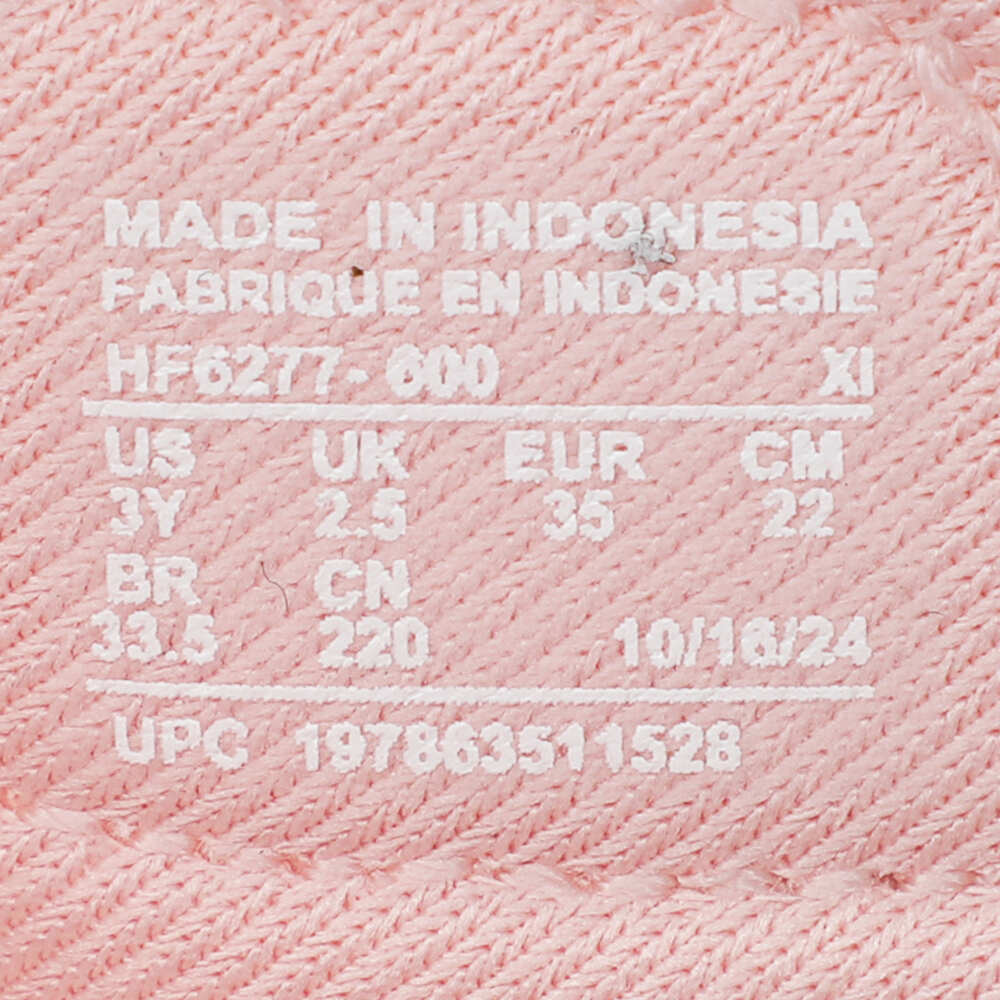 MADE IN INDONESIA
FABRIQUE EN INDONESIE
HF6277-600 XI
US UK EUR CM
3Y 2.5 35 22
BR CN
33.5 220 10/16/24
UPC 197863511528